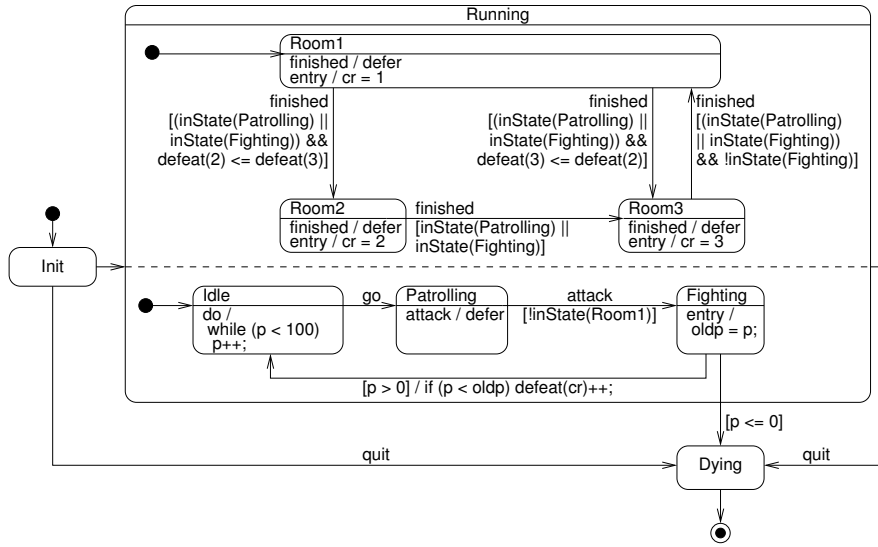 Running
Room1
finished / defer
entry / cr = 1
finished
[(inState(Patrolling) ||
inState(Fighting)) &&
defeat(2) <= defeat(3)]
finished
[(inState(Patrolling) ||
inState(Fighting)) &&
defeat(3) <= defeat(2)]
finished
[(inState(Patrolling)
|| inState(Fighting))
&& !inState(Fighting)]
Room2
finished / defer
entry / cr = 2
finished
[inState(Patrolling) ||
inState(Fighting)]
Room3
finished / defer
entry / cr = 3
Init
Idle
do /
while (p < 100)
p++;
go
Patrolling
attack / defer
attack
[!inState(Room1)]
Fighting
entry /
oldp = p;
[p > 0] / if (p < oldp) defeat(cr)++;
[p <= 0]
quit
Dying
quit